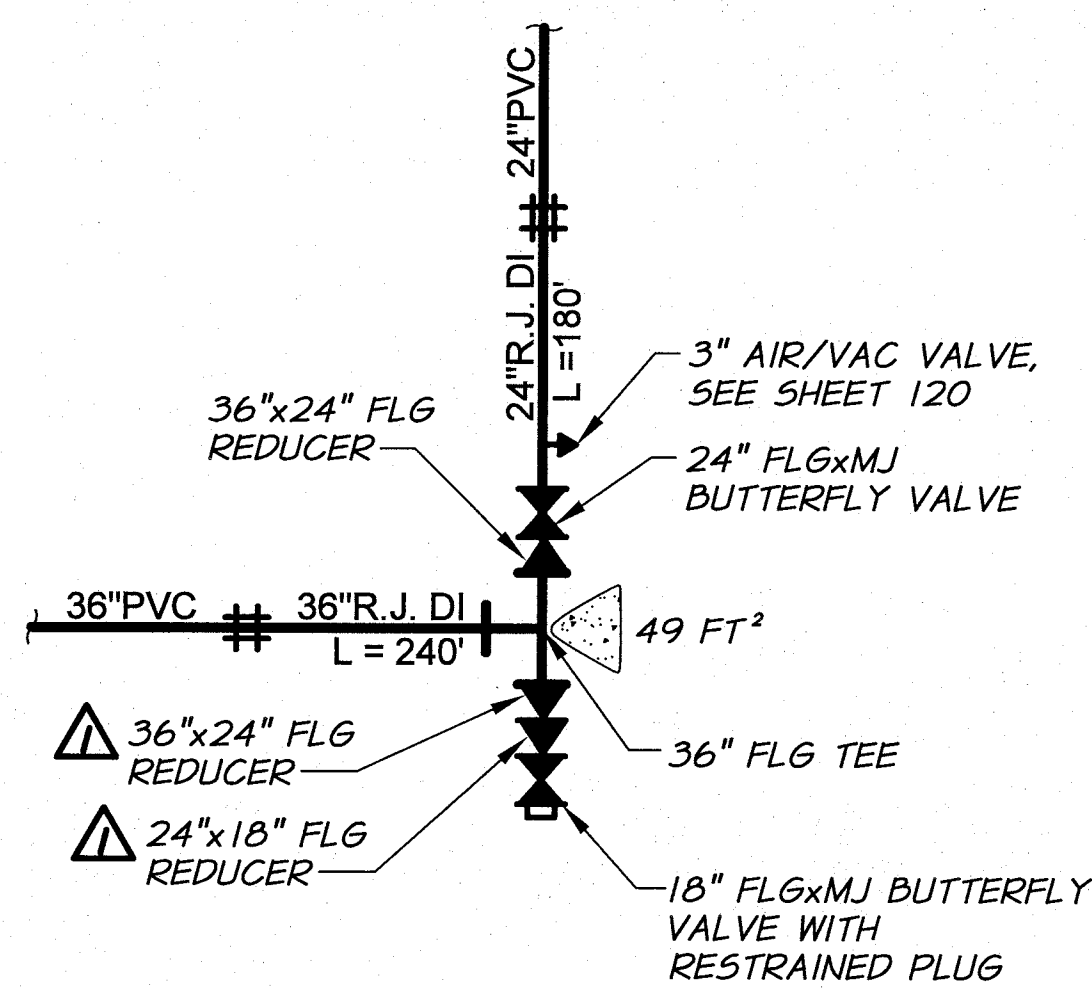 24"PVC
24"R.J. DI
L =180'
3" AIR/VAC VALVE,
SEE SHEET 120
36"x24" FLG
REDUCER
24" FLGxMJ
BUTTERFLY VALVE
36"PVC
36"R.J. DI
L = 240'
49 FT²
1
36"x24" FLG
REDUCER
36" FLG TEE
1
24"x18" FLG
REDUCER
18" FLGxMJ BUTTERFLY
VALVE WITH
RESTRAINED PLUG